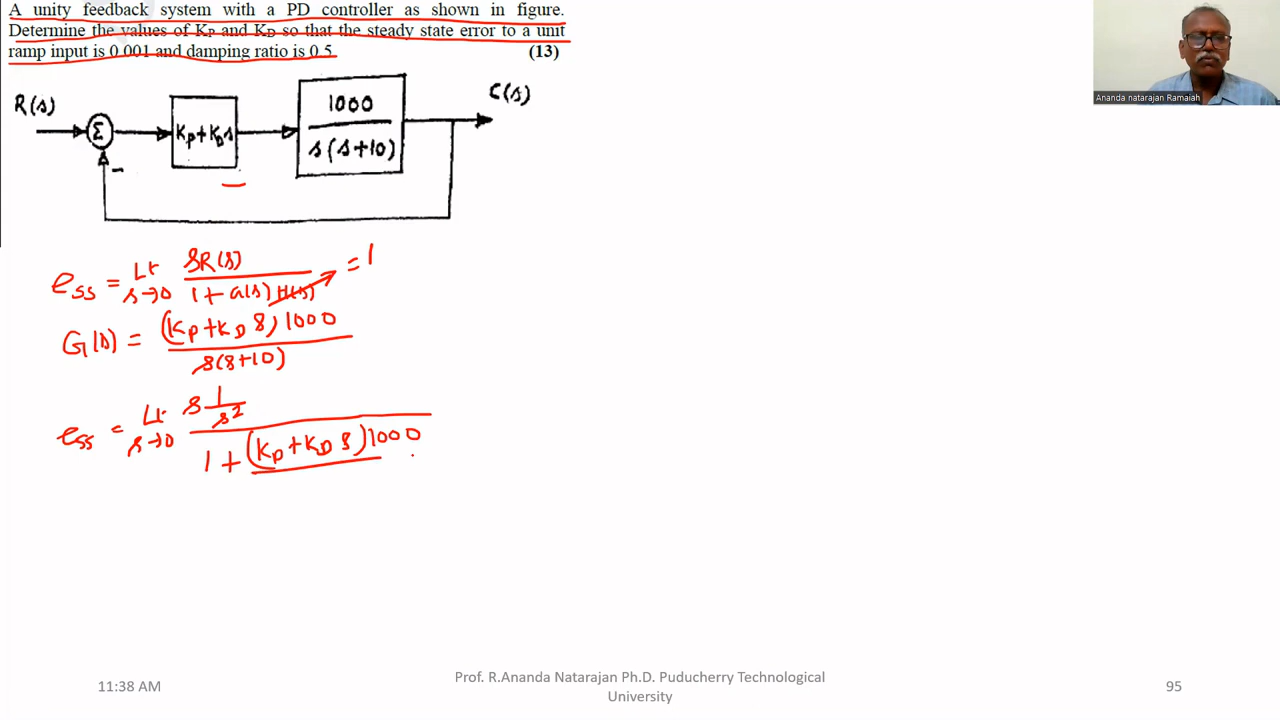 A unity feedback system with a PD controller as shown in figure.
Determine the values of KP and KD so that the steady state error to a unit
ramp input is 0.001 and damping ratio is 0.5. (13)
R(s)
Σ
-
KP+KDs
1000
s(s+10)
C(s)
ess = Lt s→0 SR(s) / 1+G(s)H(s) = 1
G(s) = (KP+KD s)1000 / s(s+10)
ess = Lt s→0 s 1/s² / 1+(KP+KD s)1000
Ananda natarajan Ramaiah
11:38 AM
Prof. R.Ananda Natarajan Ph.D. Puducherry Technological
University
95